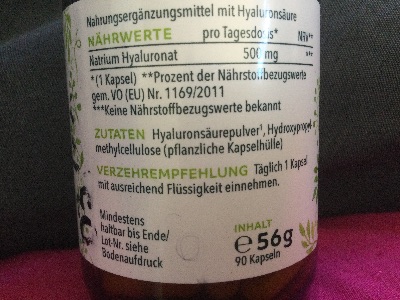 Nahrungsergänzungsmittel mit Hyaluronsäure
NÄHRWERTE pro Tagesdosis* NRV**
Natrium Hyaluronat 500 mg ***
*(1 Kapsel) **Prozent der Nährstoffbezugswerte
gem. VO (EU) Nr. 1169/2011
***Keine Nährstoffbezugswerte bekannt
ZUTATEN Hyaluronsäurepulver¹, Hydroxypropyl-
methylcellulose (pflanzliche Kapselhülle)
VERZEHREMPFEHLUNG Täglich 1 Kapsel
mit ausreichend Flüssigkeit einnehmen.
Mindestens
haltbar bis Ende/
Lot-Nr. siehe
Bodenaufdruck
INHALT
℮ 56g
90 Kapseln